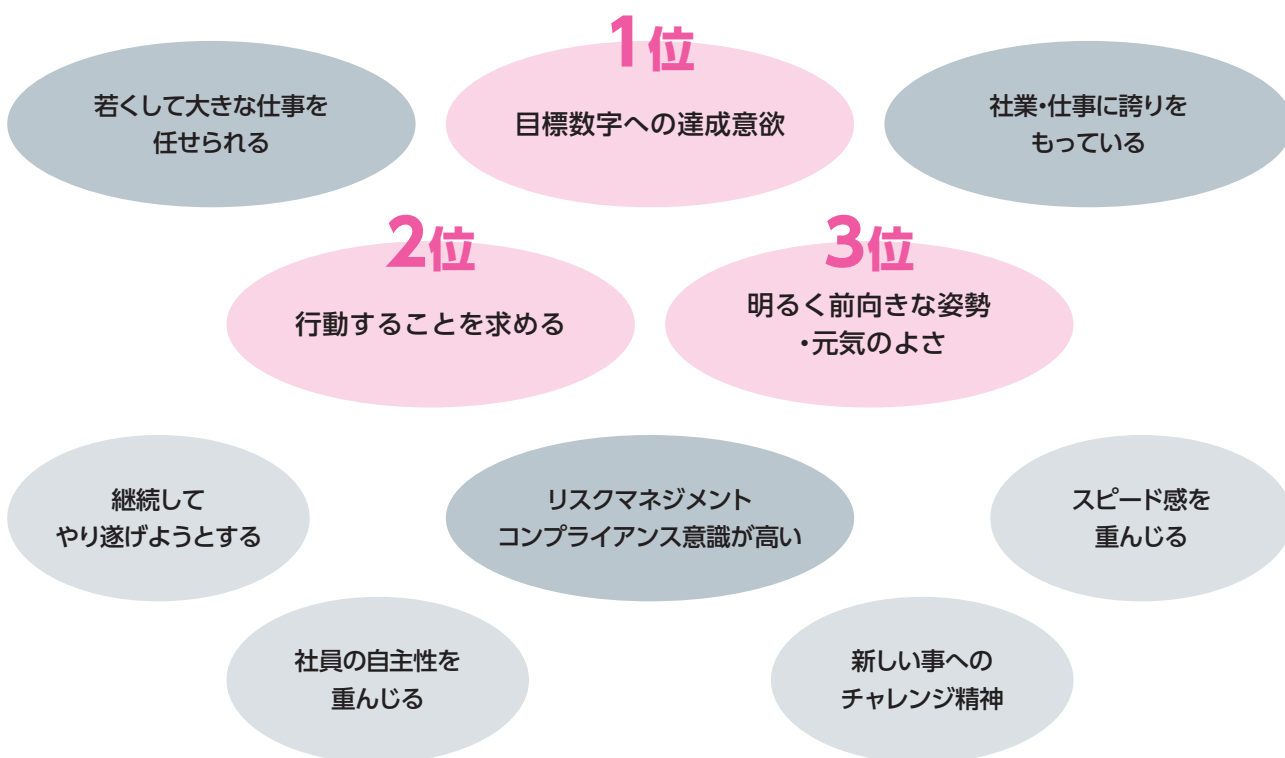 1位
若くして大きな仕事を
任せられる
目標数字への達成意欲
社業・仕事に誇りを
もっている
2位
行動することを求める
3位
明るく前向きな姿勢
・元気のよさ
継続して
やり遂げようとする
リスクマネジメント
コンプライアンス意識が高い
スピード感を
重んじる
社員の自主性を
重んじる
新しい事への
チャレンジ精神